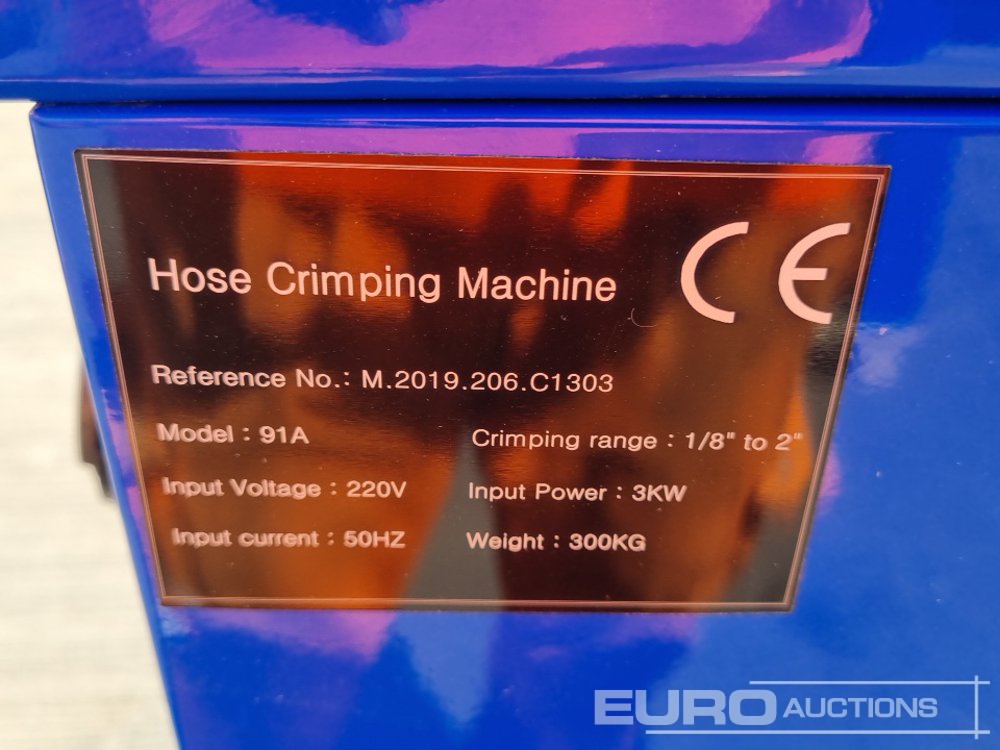 Hose Crimping Machine CE
Reference No.: M.2019.206.C1303
Model : 91A Crimping range : 1/8" to 2"
Input Voltage : 220V Input Power : 3KW
Input current : 50HZ Weight : 300KG
EURO AUCTIONS